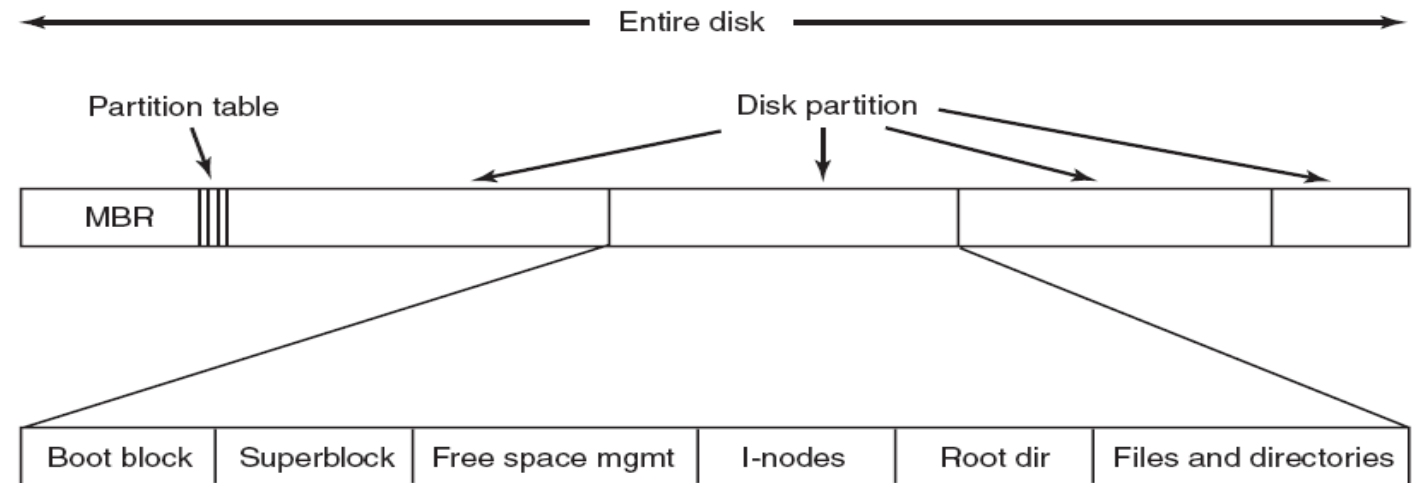 Entire disk
Partition table
Disk partition
MBR
Boot block
Superblock
Free space mgmt
I-nodes
Root dir
Files and directories